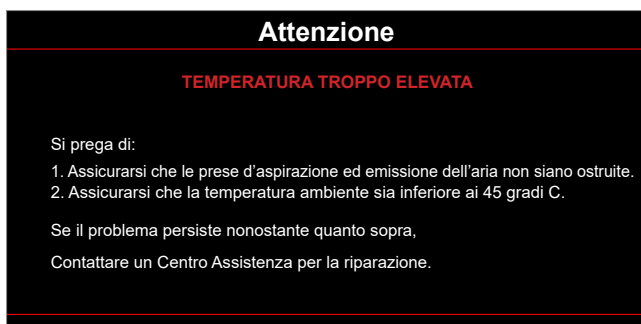 Attenzione
TEMPERATURA TROPPO ELEVATA
Si prega di:
1. Assicurarsi che le prese d'aspirazione ed emissione dell'aria non siano ostruite.
2. Assicurarsi che la temperatura ambiente sia inferiore ai 45 gradi C.
Se il problema persiste nonostante quanto sopra,
Contattare un Centro Assistenza per la riparazione.